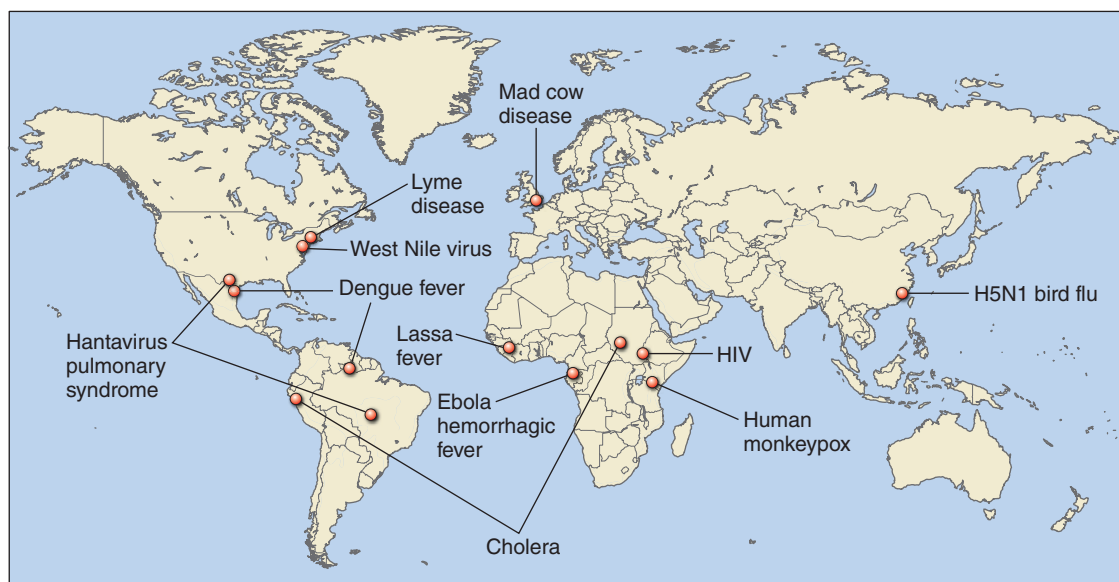 Mad cow
disease
Lyme
disease
West Nile virus
Dengue fever
H5N1 bird flu
Hantavirus
pulmonary
syndrome
Lassa
fever
HIV
Ebola
hemorrhagic
fever
Human
monkeypox
Cholera